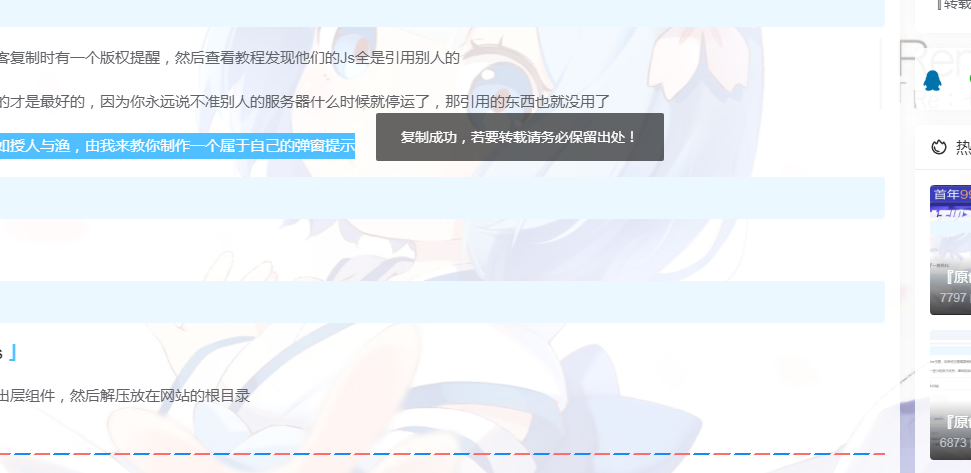 『转载
客复制时有一个版权提醒，然后查看教程发现他们的Js全是引用别人的
的才是最好的，因为你永远说不准别人的服务器什么时候就停运了，那引用的东西也就没用了
复制成功，若要转载请务必保留出处！
如授人与渔，由我来教你制作一个属于自己的弹窗提示
热
首年99
『原
7797
s 』
出层组件，然后解压放在网站的根目录
『原
6873